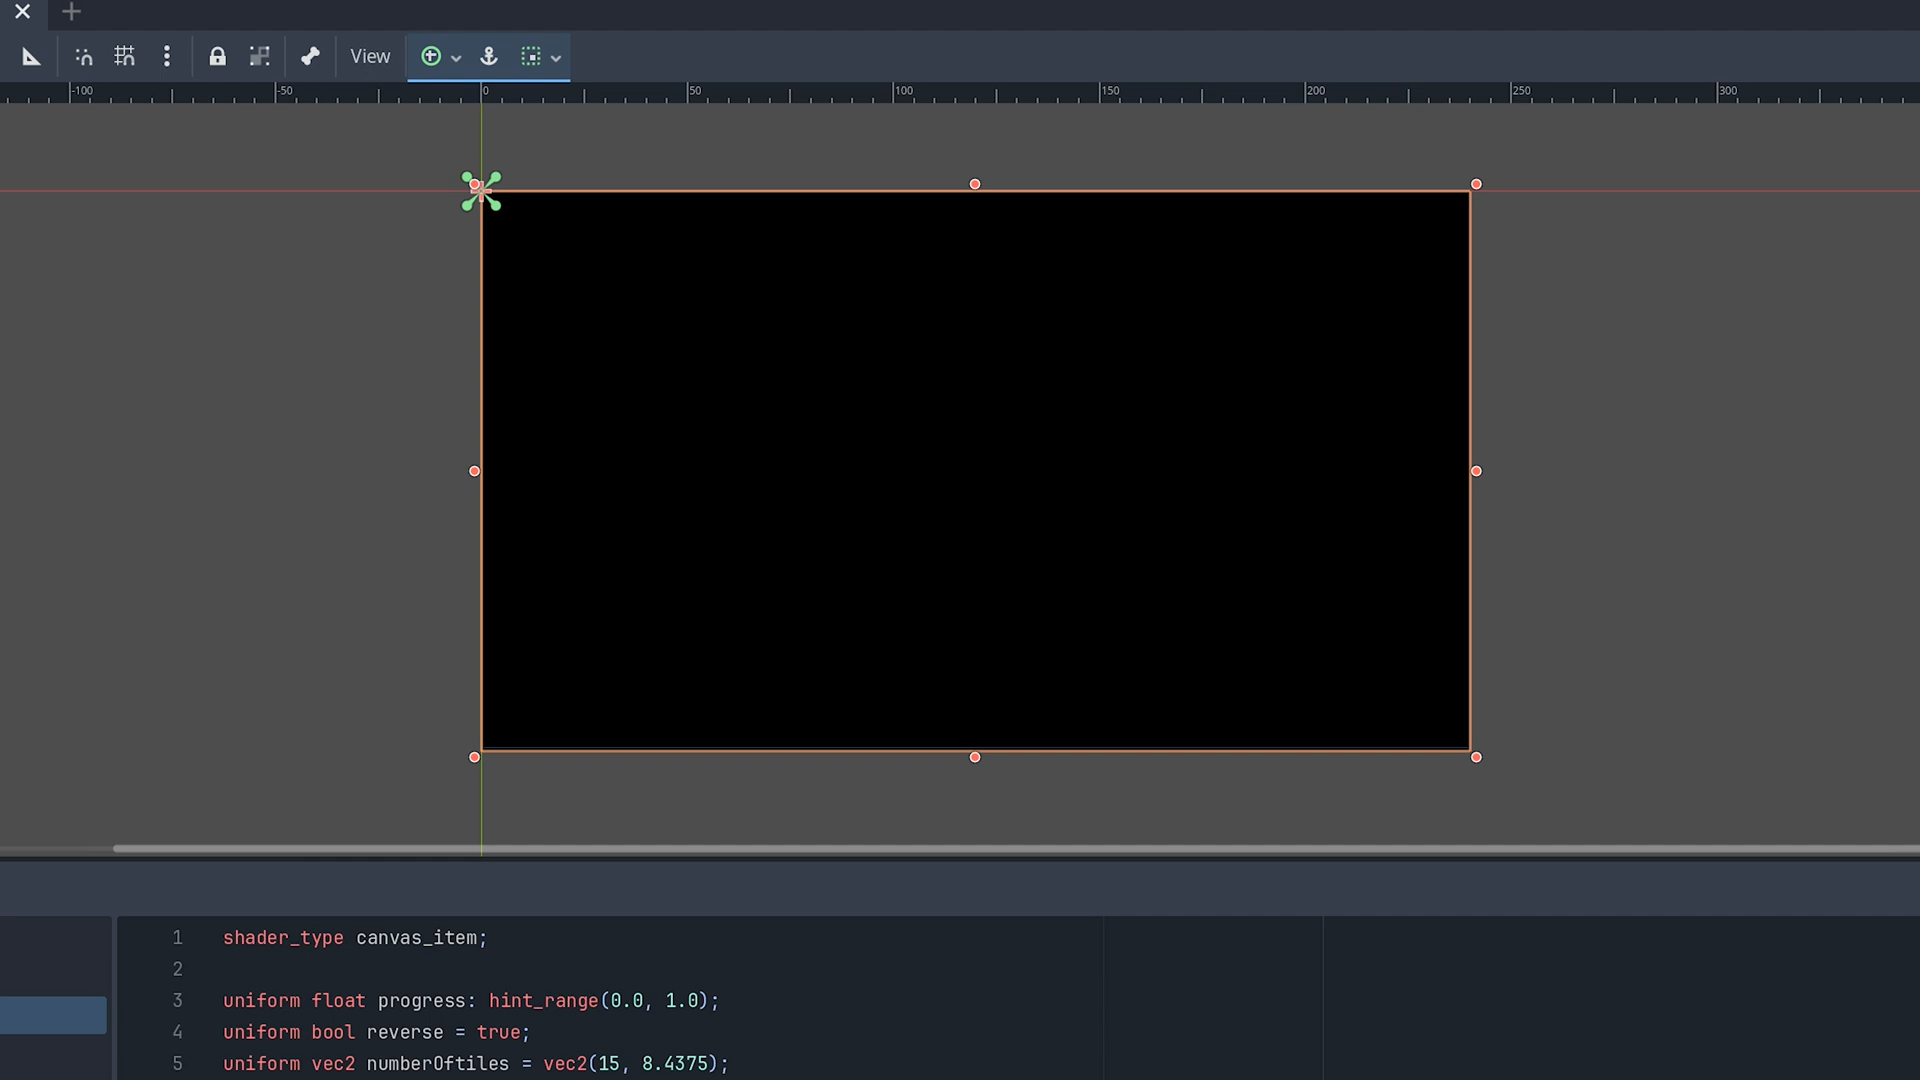 View
-100 -50 0 50 100 150 200 250 300
1 shader_type canvas_item;
2
3 uniform float progress: hint_range(0.0, 1.0);
4 uniform bool reverse = true;
5 uniform vec2 numberOftiles = vec2(15, 8.4375);